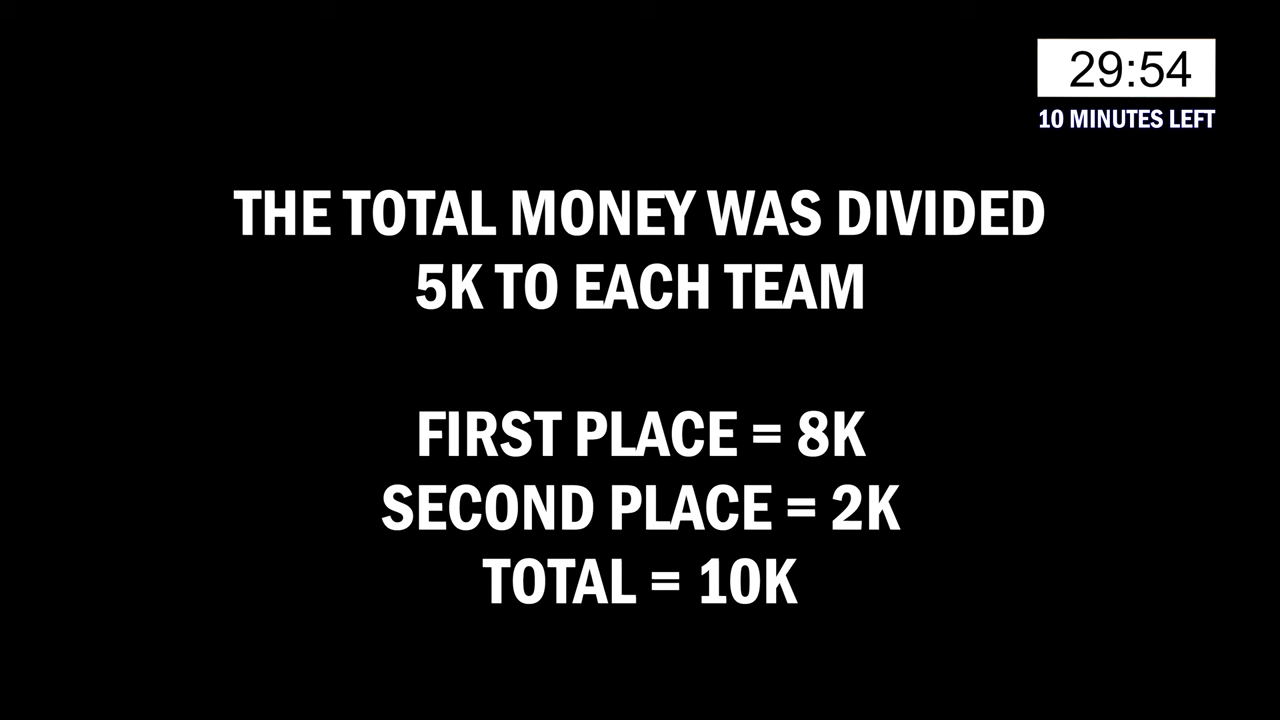 29:54
10 MINUTES LEFT
THE TOTAL MONEY WAS DIVIDED
5K TO EACH TEAM
FIRST PLACE = 8K
SECOND PLACE = 2K
TOTAL = 10K